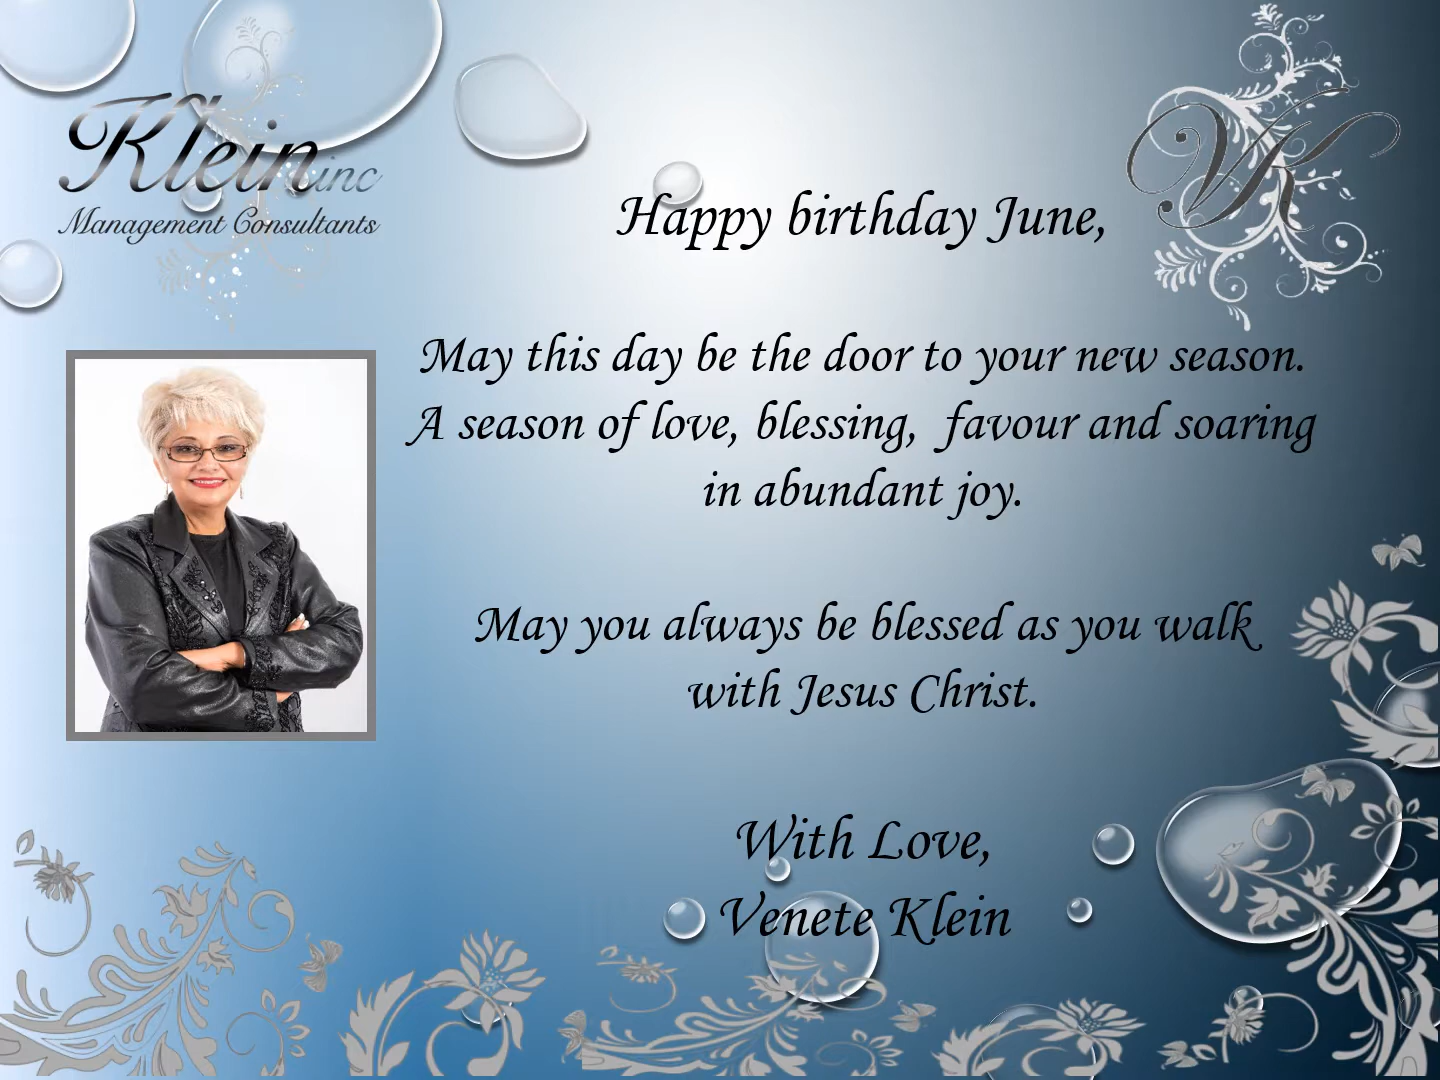 Klein inc
Management Consultants
VK
Happy birthday June,
May this day be the door to your new season.
A season of love, blessing,  favour and soaring
in abundant joy.
May you always be blessed as you walk
with Jesus Christ.
With Love,
Venete Klein